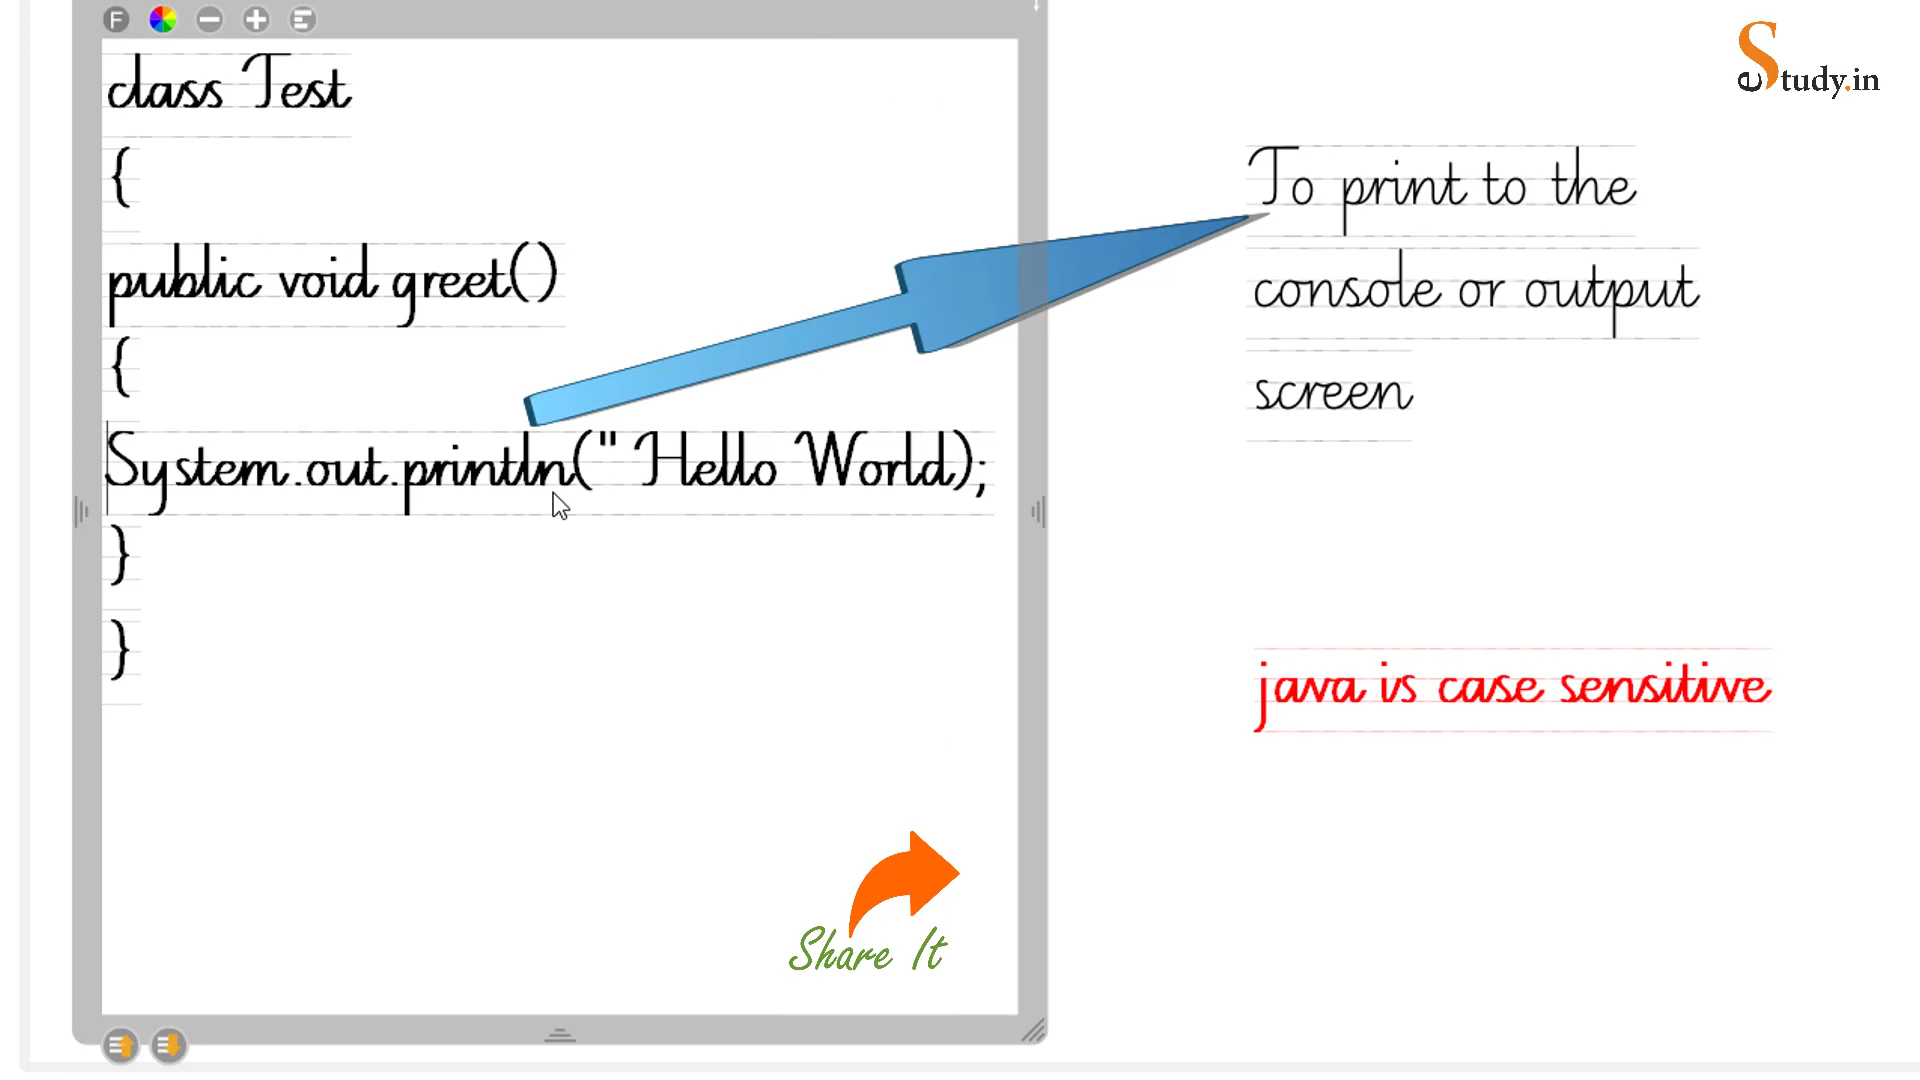 F
class Test
{
public void greet()
{
System.out.println(" Hello World);
}
}
Share It
eStudy.in
To print to the
console or output
screen
java is case sensitive